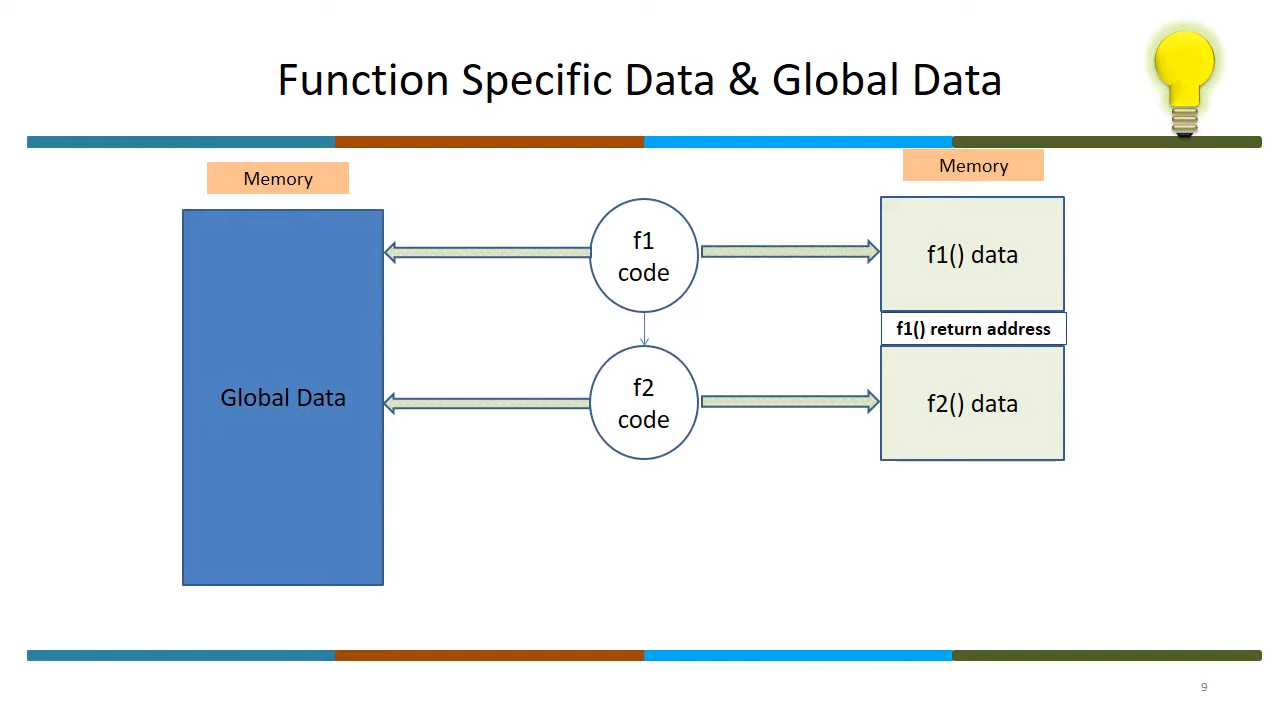 Function Specific Data & Global Data
Memory
Memory
f1
code
f1() data
f1() return address
Global Data
f2
code
f2() data
9